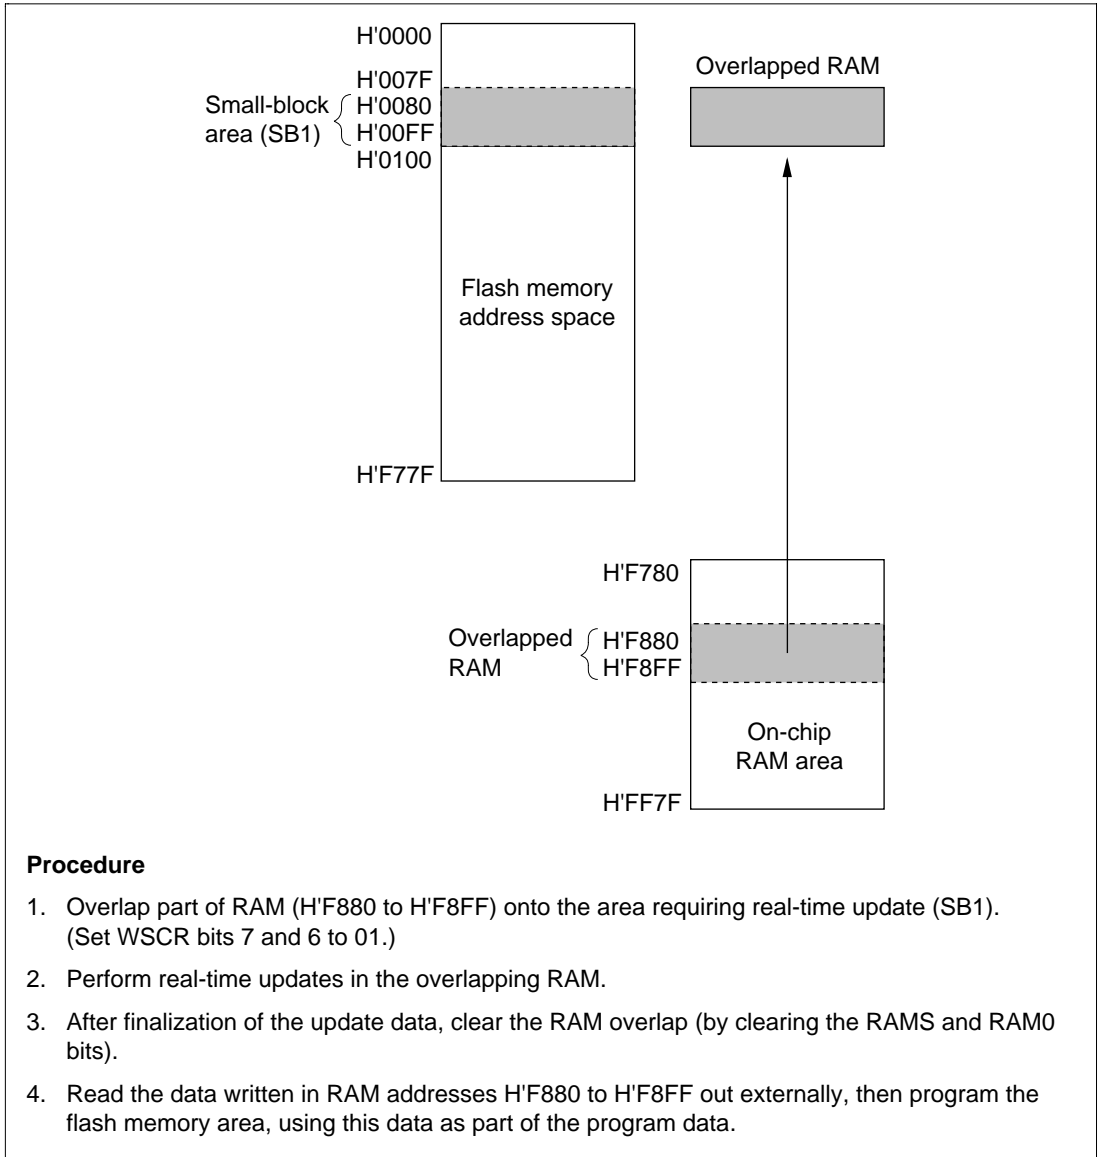 H'0000
Overlapped RAM
H'007F
Small-block
area (SB1)
H'0080
H'00FF
H'0100
Flash memory
address space
H'F77F
H'F780
Overlapped
RAM
H'F880
H'F8FF
On-chip
RAM area
H'FF7F
Procedure
1. Overlap part of RAM (H'F880 to H'F8FF) onto the area requiring real-time update (SB1).
(Set WSCR bits 7 and 6 to 01.)
2. Perform real-time updates in the overlapping RAM.
3. After finalization of the update data, clear the RAM overlap (by clearing the RAMS and RAM0
bits).
4. Read the data written in RAM addresses H'F880 to H'F8FF out externally, then program the
flash memory area, using this data as part of the program data.